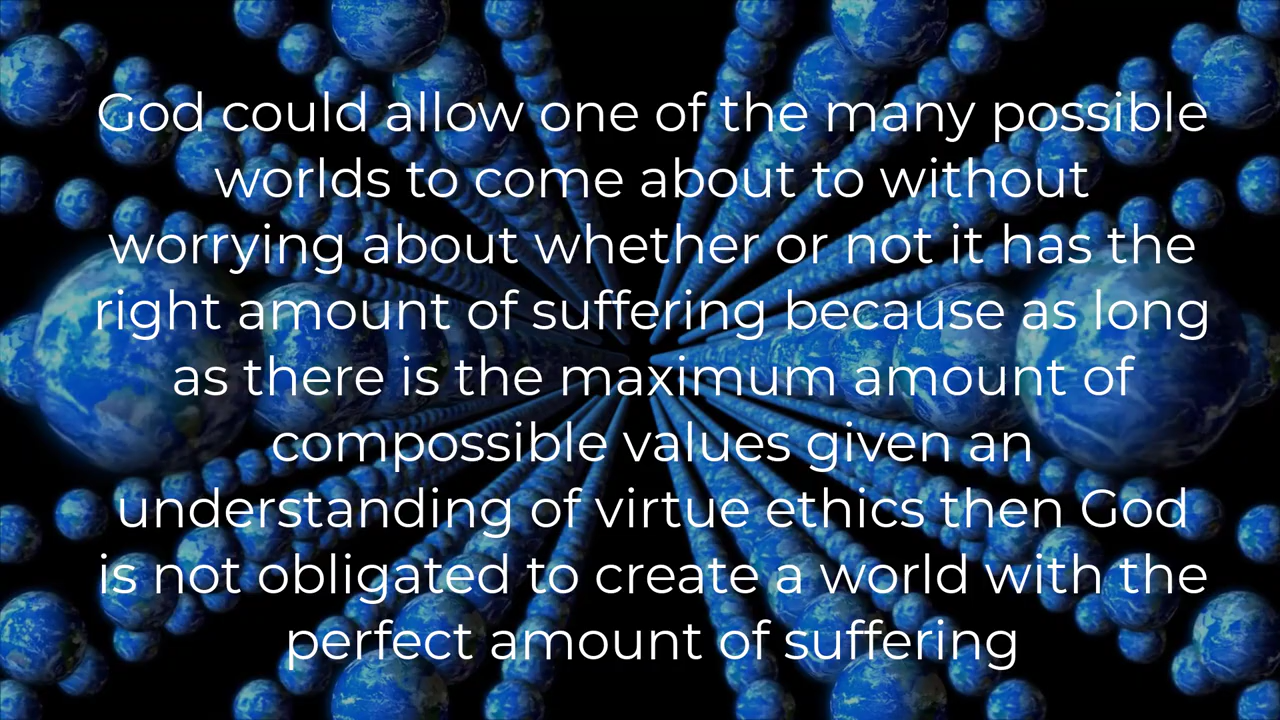 God could allow one of the many possible
worlds to come about to without
worrying about whether or not it has the
right amount of suffering because as long
as there is the maximum amount of
compossible values given an
understanding of virtue ethics then God
is not obligated to create a world with the
perfect amount of suffering